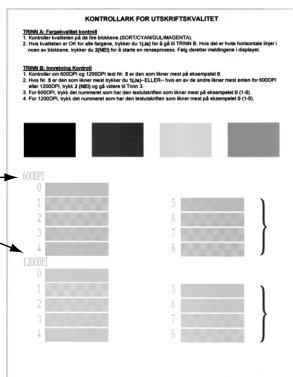 KONTROLLARK FOR UTSKRIFTSKVALITET
TRINN A: Fargekvalitet kontroll
1. Kontroller kvaliteten på de fire blokkene (SORT/CYAN/GUL/MAGENTA).
2. Hvis kvaliteten er OK for alle fargene, trykker du 1(Ja) for å gå til TRINN B. Hvis det er hvite horisontale linjer i
noen av blokkene, trykker du 2(NEI) for å starte en renseprosess. Følg deretter meldingene i displayet.
TRINN B: Innretning Kontroll
1. Kontroller om 600DPI og 1200DPI test Nr. 5 er den som likner mest på eksempelet 0.
2. Hvis Nr. 5 er den som likner mest trykker du 1(Ja)--ELLER-- hvis en av de andre likner mest enten for 600DPI
eller 1200DPI, trykk 2 (NEI) og gå videre til Trinn 3.
3. For 600DPI, trykk det nummeret som har den testutskriften som likner mest på eksempelet 0 (1-8).
4. For 1200DPI, trykk det nummeret som har den testutskriften som likner mest på eksempelet 0 (1-8).
600DPI
0
1
2
3
4
5
6
7
8
1200DPI
0
1
2
3
4
5
6
7
8